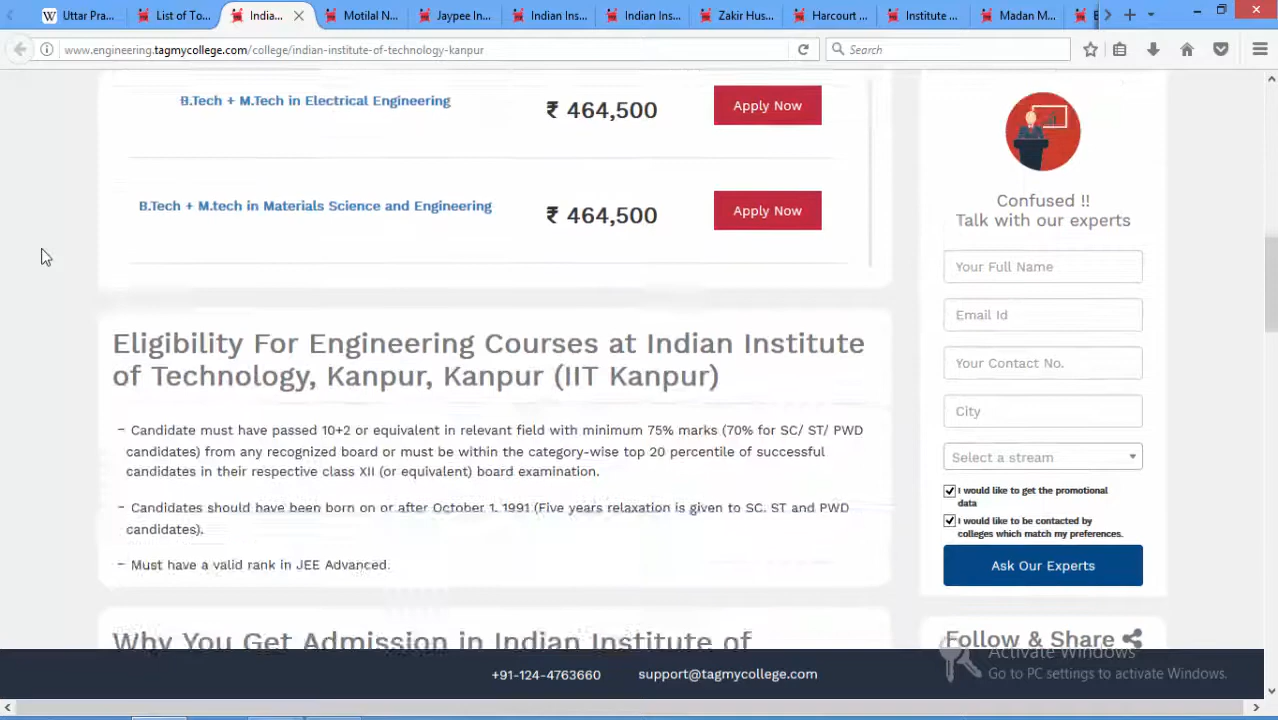 Uttar Pra...
List of To...
India...
Motilal N...
Jaypee In...
Indian Ins...
Indian Ins...
Zakir Hus...
Harcourt ...
Institute ...
Madan M...
www.engineering.tagmycollege.com/college/indian-institute-of-technology-kanpur
Search
B.Tech + M.Tech in Electrical Engineering
₹ 464,500
Apply Now
B.Tech + M.tech in Materials Science and Engineering
₹ 464,500
Apply Now
Eligibility For Engineering Courses at Indian Institute
of Technology, Kanpur, Kanpur (IIT Kanpur)
– Candidate must have passed 10+2 or equivalent in relevant field with minimum 75% marks (70% for SC/ ST/ PWD
candidates) from any recognized board or must be within the category-wise top 20 percentile of successful
candidates in their respective class XII (or equivalent) board examination.
– Candidates should have been born on or after October 1, 1991 (Five years relaxation is given to SC, ST and PWD
candidates).
– Must have a valid rank in JEE Advanced.
Why You Get Admission in Indian Institute of
Confused !!
Talk with our experts
Your Full Name
Email Id
Your Contact No.
City
Select a stream
I would like to get the promotional
data
I would like to be contacted by
colleges which match my preferences.
Ask Our Experts
Follow & Share
Activate Windows
Go to PC settings to activate Windows.
+91-124-4763660
support@tagmycollege.com